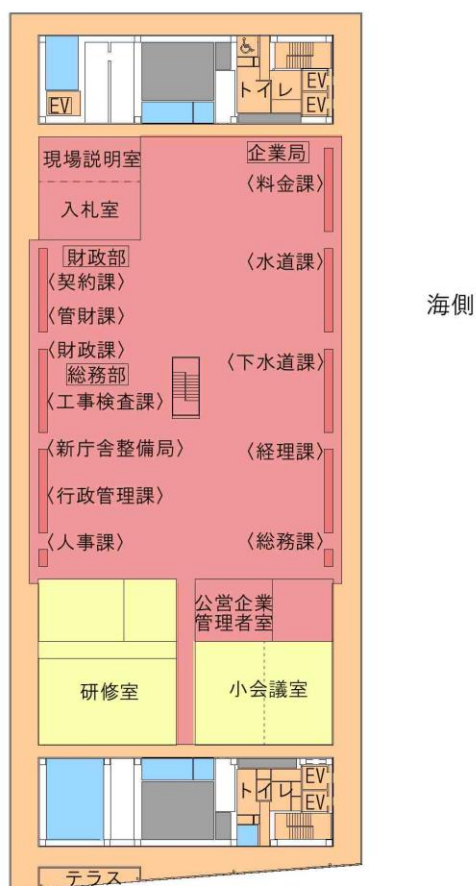 トイレ
EV
EV
EV
現場説明室
入札室
企業局
〈料金課〉
財政部
〈契約課〉
〈管財課〉
〈財政課〉
総務部
〈工事検査課〉
〈新庁舎整備局〉
〈行政管理課〉
〈人事課〉
〈水道課〉
〈下水道課〉
〈経理課〉
〈総務課〉
海側
公営企業
管理者室
研修室
小会議室
トイレ
EV
EV
テラス